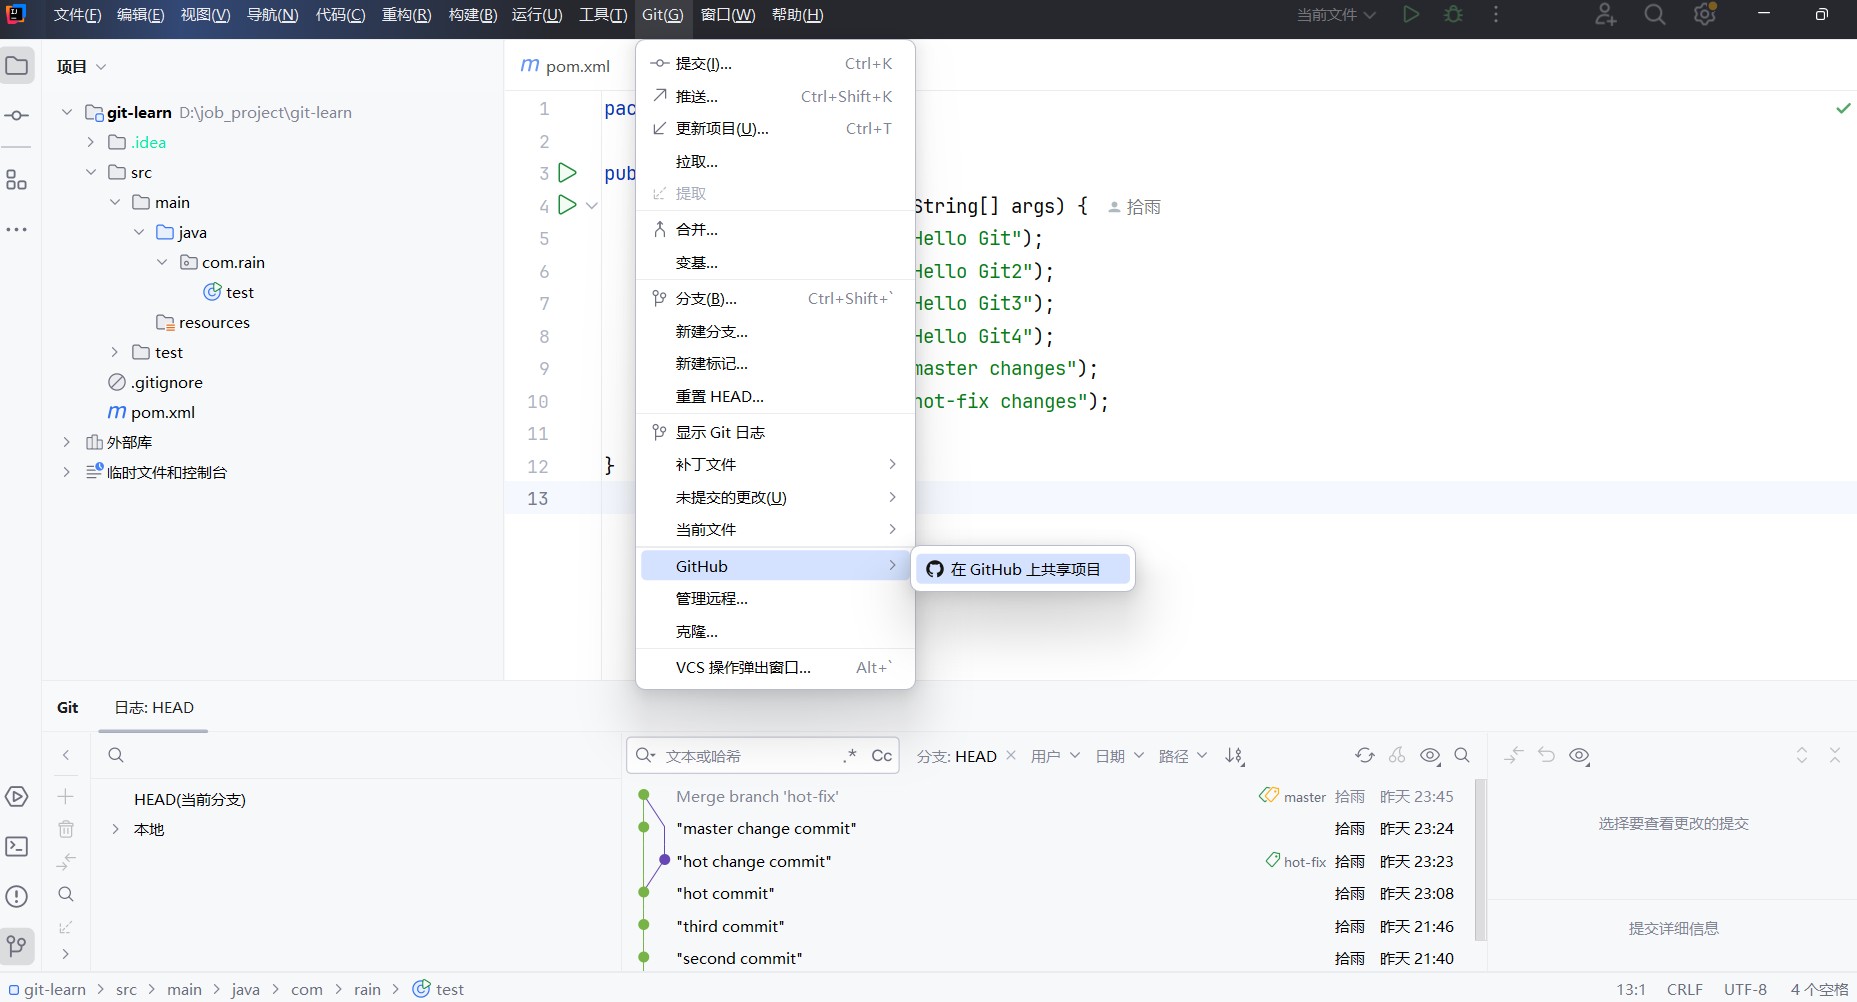 文件(F) 编辑(E) 视图(V) 导航(N) 代码(C) 重构(R) 构建(B) 运行(U) 工具(T) Git(G) 窗口(W) 帮助(H) 当前文件
项目
git-learn D:\job_project\git-learn
.idea
src
main
java
com.rain
test
resources
test
.gitignore
m pom.xml
外部库
临时文件和控制台
m pom.xml
1 pac
2
3 pub
4 String[] args) { 拾雨
5 Hello Git");
6 Hello Git2");
7 Hello Git3");
8 Hello Git4");
9 master changes");
10 hot-fix changes");
11
12 }
13
提交(I)... Ctrl+K
推送... Ctrl+Shift+K
更新项目(U)... Ctrl+T
拉取...
提取
合并...
变基...
分支(B)... Ctrl+Shift+`
新建分支...
新建标记...
重置 HEAD...
显示 Git 日志
补丁文件
未提交的更改(U)
当前文件
GitHub
在 GitHub 上共享项目
管理远程...
克隆...
VCS 操作弹出窗口... Alt+`
Git 日志: HEAD
HEAD(当前分支)
本地
文本或哈希 .* Cc 分支: HEAD 用户 日期 路径
Merge branch 'hot-fix' master 拾雨 昨天 23:45
"master change commit" 拾雨 昨天 23:24
"hot change commit" hot-fix 拾雨 昨天 23:23
"hot commit" 拾雨 昨天 23:08
"third commit" 拾雨 昨天 21:46
"second commit" 拾雨 昨天 21:40
选择要查看更改的提交
提交详细信息
git-learn > src > main > java > com > rain > test 13:1 CRLF UTF-8 4 个空格